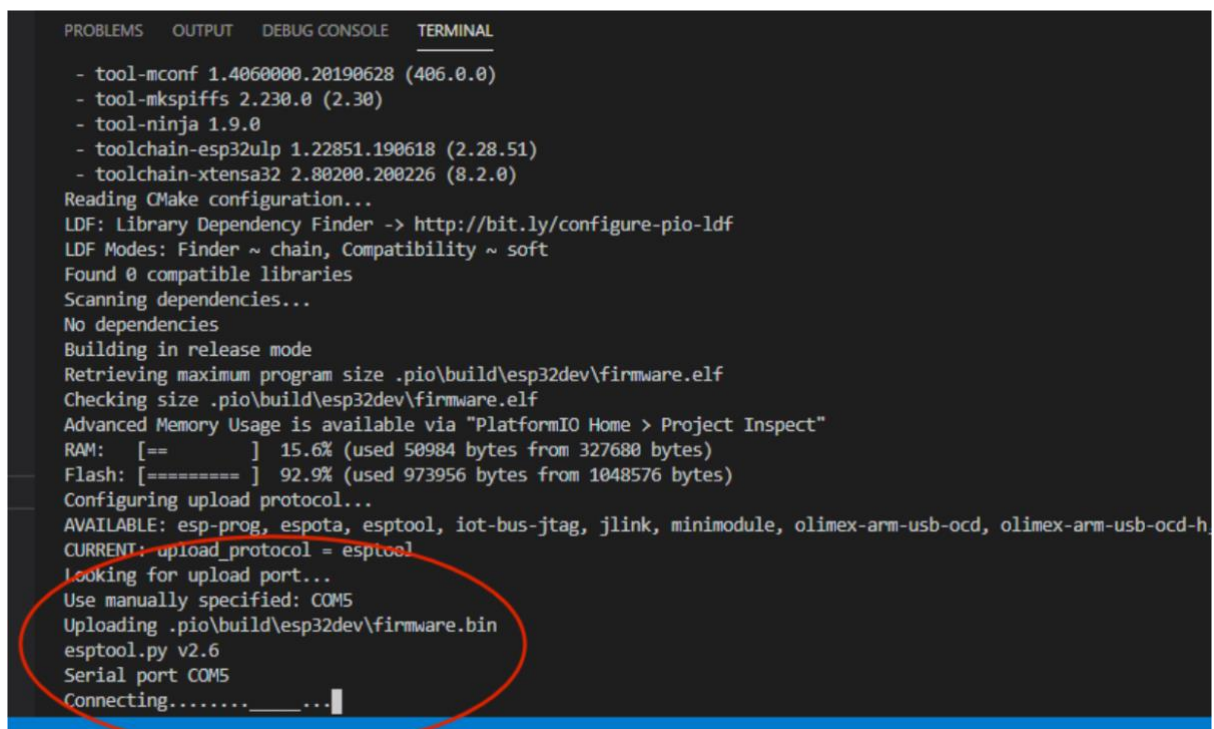 PROBLEMS OUTPUT DEBUG CONSOLE TERMINAL
- tool-mconf 1.4060000.20190628 (406.0.0)
- tool-mkspiffs 2.230.0 (2.30)
- tool-ninja 1.9.0
- toolchain-esp32ulp 1.22851.190618 (2.28.51)
- toolchain-xtensa32 2.80200.200226 (8.2.0)
Reading CMake configuration...
LDF: Library Dependency Finder -> http://bit.ly/configure-pio-ldf
LDF Modes: Finder ~ chain, Compatibility ~ soft
Found 0 compatible libraries
Scanning dependencies...
No dependencies
Building in release mode
Retrieving maximum program size .pio\build\esp32dev\firmware.elf
Checking size .pio\build\esp32dev\firmware.elf
Advanced Memory Usage is available via "PlatformIO Home > Project Inspect"
RAM: [== ] 15.6% (used 50984 bytes from 327680 bytes)
Flash: [========= ] 92.9% (used 973956 bytes from 1048576 bytes)
Configuring upload protocol...
AVAILABLE: esp-prog, espota, esptool, iot-bus-jtag, jlink, minimodule, olimex-arm-usb-ocd, olimex-arm-usb-ocd-h,
CURRENT: upload_protocol = esptool
Looking for upload port...
Use manually specified: COM5
Uploading .pio\build\esp32dev\firmware.bin
esptool.py v2.6
Serial port COM5
Connecting........_____...